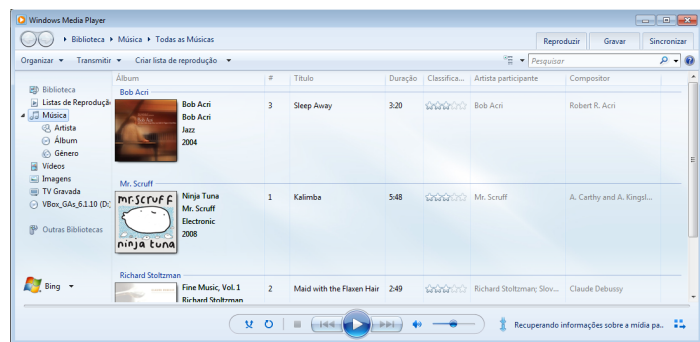 Windows Media Player
Biblioteca Música Todas as Músicas
Reproduzir Gravar Sincronizar
Organizar Transmitir Criar lista de reprodução
Pesquisar
Álbum # Título Duração Classifica... Artista participante Compositor
Biblioteca
Listas de Reproduçã
Música
Artista
Álbum
Gênero
Vídeos
Imagens
TV Gravada
VBox_GAs_6.1.10 (D:)
Outras Bibliotecas
Bing
Bob Acri
Bob Acri 3 Sleep Away 3:20 Bob Acri Robert R. Acri
Bob Acri
Jazz
2004
Mr. Scruff
mr.scruff
ninja tuna
Ninja Tuna 1 Kalimba 5:48 Mr. Scruff A. Carthy and A. Kingsl...
Mr. Scruff
Electronic
2008
Richard Stoltzman
Fine Music, Vol. 1 2 Maid with the Flaxen Hair 2:49 Richard Stoltzman; Slov... Claude Debussy
Richard Stoltzman
Recuperando informações sobre a mídia pa..